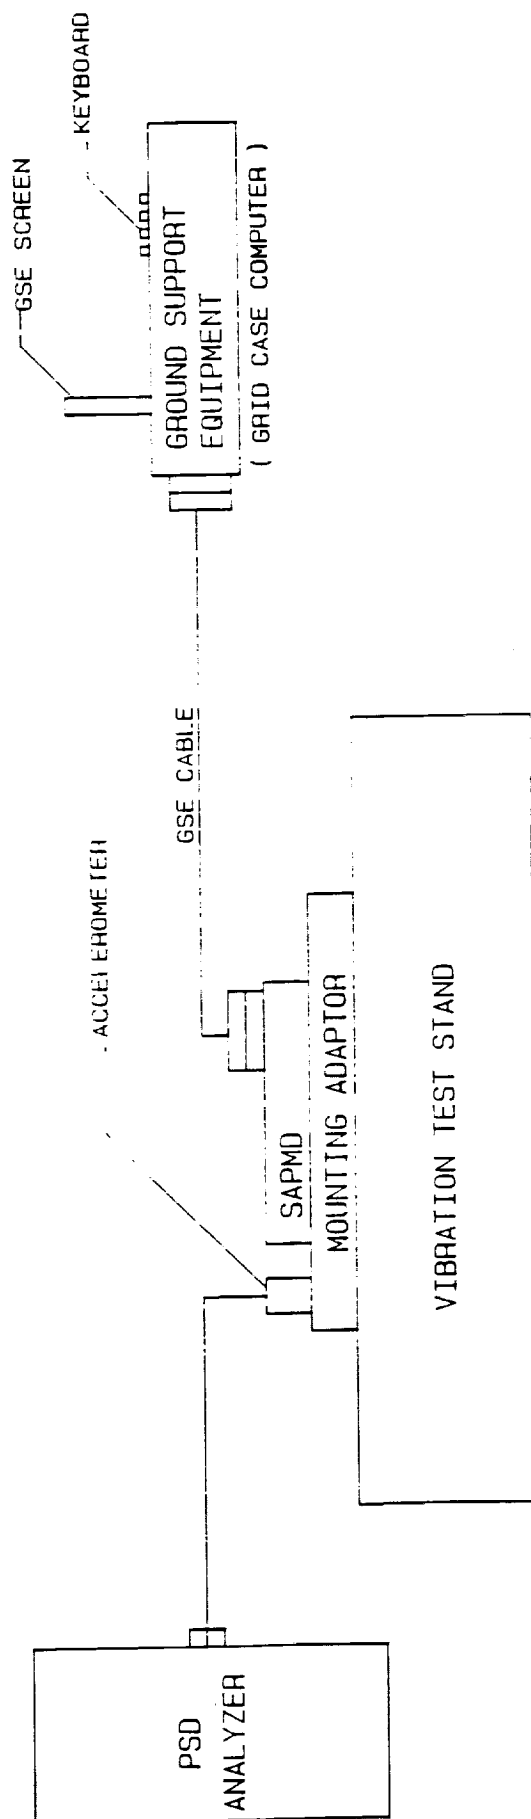 PSD
ANALYZER
ACCELEROMETER
SAPMD
MOUNTING ADAPTOR
VIBRATION TEST STAND
GSE CABLE
GSE SCREEN
KEYBOARD
GROUND SUPPORT
EQUIPMENT
( GRID CASE COMPUTER )